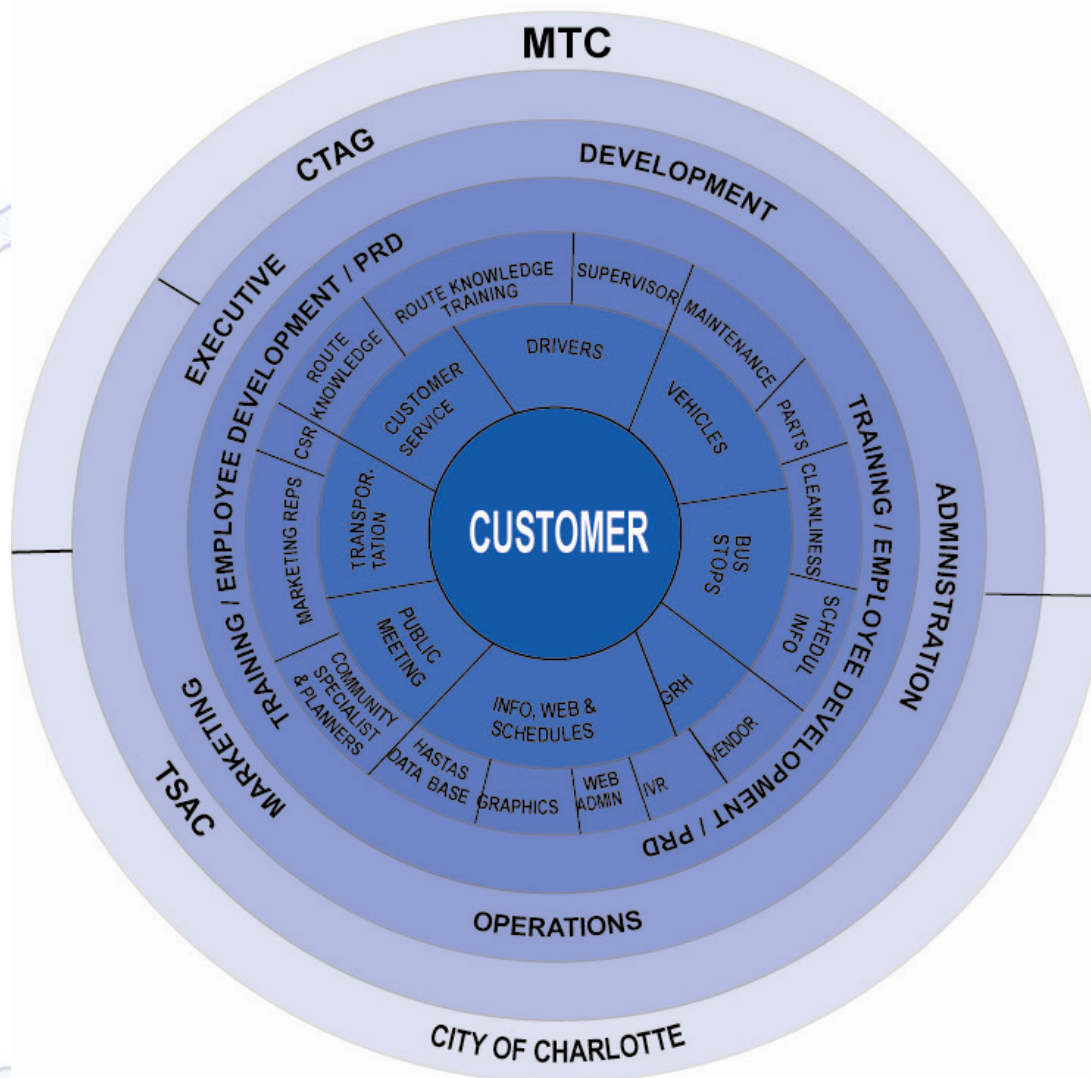 MTC
CTAG
DEVELOPMENT
EXECUTIVE
TRAINING / EMPLOYEE DEVELOPMENT / PRD
ROUTE KNOWLEDGE
TRAINING
SUPERVISOR
MAINTENANCE
ROUTE
KNOWLEDGE
DRIVERS
CUSTOMER
SERVICE
VEHICLES
PARTS
TRAINING / EMPLOYEE DEVELOPMENT / PRD
ADMINISTRATION
CSR
CLEANLINESS
MARKETING REPS
TRANSPOR-
TATION
CUSTOMER
BUS
STOPS
SCHEDUL
INFO
PUBLIC
MEETING
INFO, WEB &
SCHEDULES
GRH
COMMUNITY
SPECIALIST
& PLANNERS
HASTAS
DATA BASE
GRAPHICS
WEB
ADMIN
IVR
VENDOR
MARKETING
TSAC
OPERATIONS
CITY OF CHARLOTTE